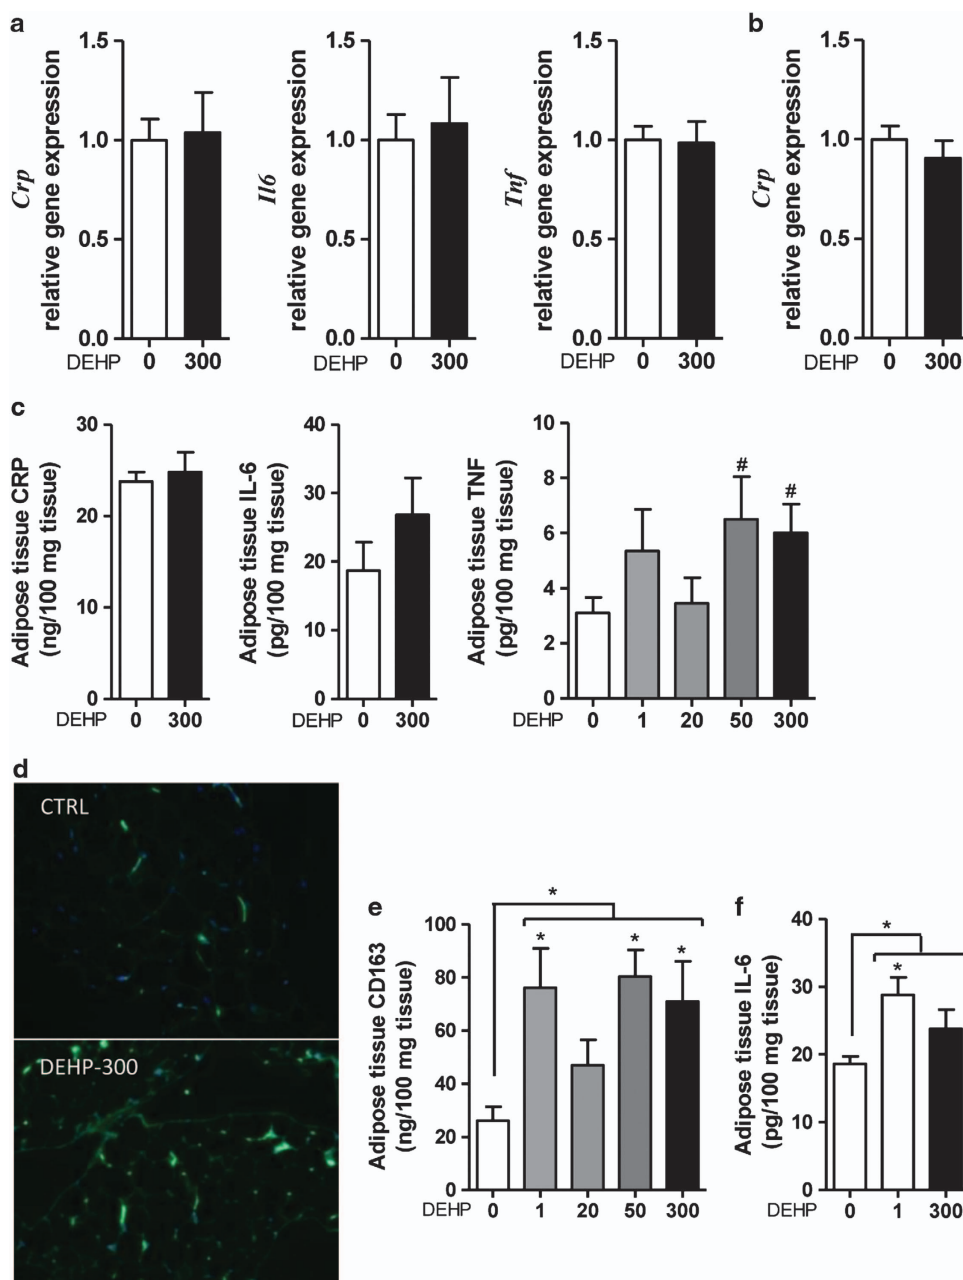 a
Crp
relative gene expression
1.5
1.0
0.5
0.0
DEHP 0 300
Il6
relative gene expression
1.5
1.0
0.5
0.0
DEHP 0 300
Tnf
relative gene expression
1.5
1.0
0.5
0.0
DEHP 0 300
b
Crp
relative gene expression
1.5
1.0
0.5
0.0
DEHP 0 300
c
Adipose tissue CRP
(ng/100 mg tissue)
30
20
10
0
DEHP 0 300
Adipose tissue IL-6
(pg/100 mg tissue)
40
30
20
10
0
DEHP 0 300
Adipose tissue TNF
(pg/100 mg tissue)
10
8
6
4
2
0
# #
DEHP 0 1 20 50 300
d
CTRL
DEHP-300
e
Adipose tissue CD163
(ng/100 mg tissue)
100
80
60
40
20
0
*
* * *
DEHP 0 1 20 50 300
f
Adipose tissue IL-6
(pg/100 mg tissue)
40
30
20
10
0
*
*
DEHP 0 1 300